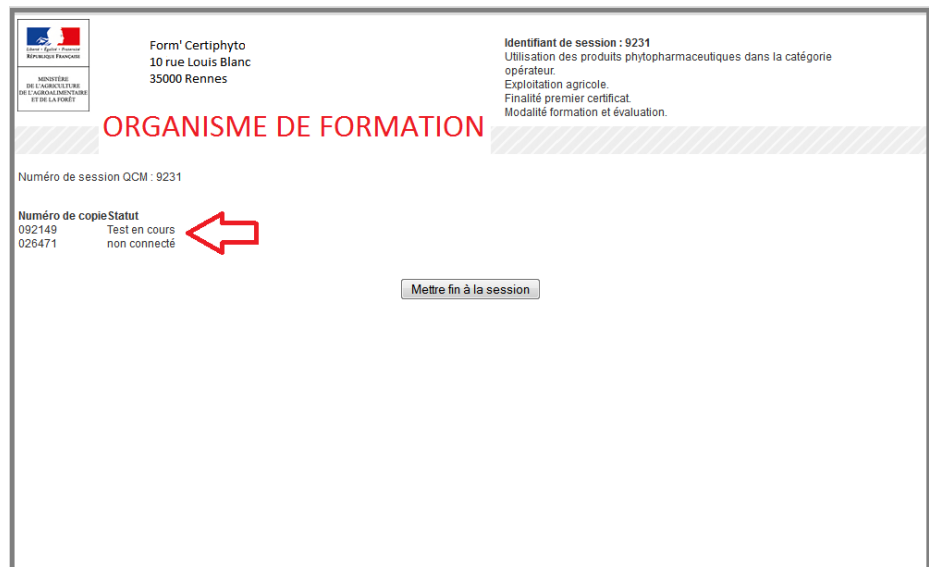 Liberté • Égalité • Fraternité
RÉPUBLIQUE FRANÇAISE
MINISTÈRE
DE L'AGRICULTURE
DE L'AGROALIMENTAIRE
ET DE LA FORÊT
Form' Certiphyto
10 rue Louis Blanc
35000 Rennes
Identifiant de session : 9231
Utilisation des produits phytopharmaceutiques dans la catégorie
opérateur.
Exploitation agricole.
Finalité premier certificat.
Modalité formation et évaluation.
ORGANISME DE FORMATION
Numéro de session QCM : 9231
Numéro de copie Statut
092149 Test en cours
026471 non connecté
Mettre fin à la session